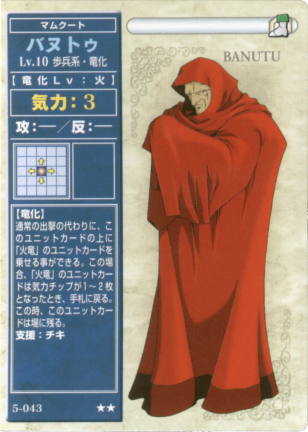 マムクート
バヌトゥ
Lv.10 歩兵系・竜化
【竜化Lv：火】
気力：3
攻：―／反：―
【竜化】
通常の出撃の代わりに、こ
のユニットカードの上に
「火竜」のユニットカードを
乗せる事ができる。この場
合、「火竜」のユニットカー
ドは気力チップが1～2枚
となったとき、手札に戻る。
この時、このユニットカー
ドは場に残る。
支援：チキ
5-043 ★★
BANUTU